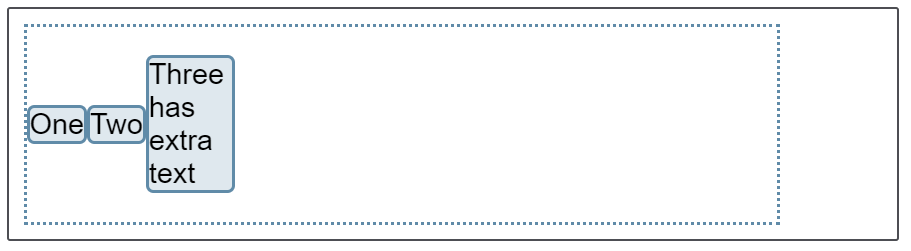 One
Two
Three
has
extra
text